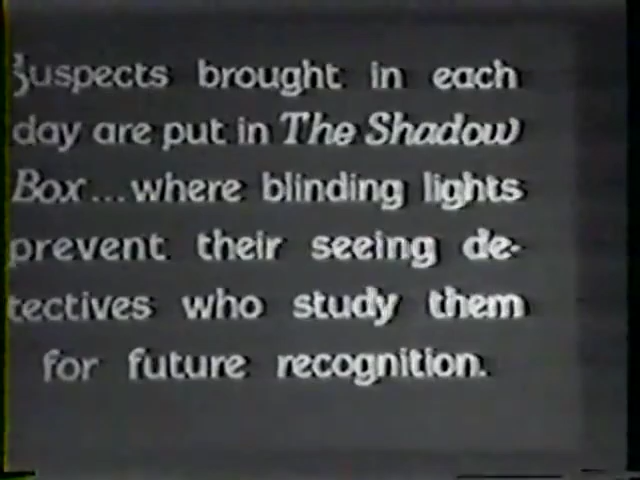 Suspects brought in each
day are put in The Shadow
Box...where blinding lights
prevent their seeing de-
tectives who study them
for future recognition.